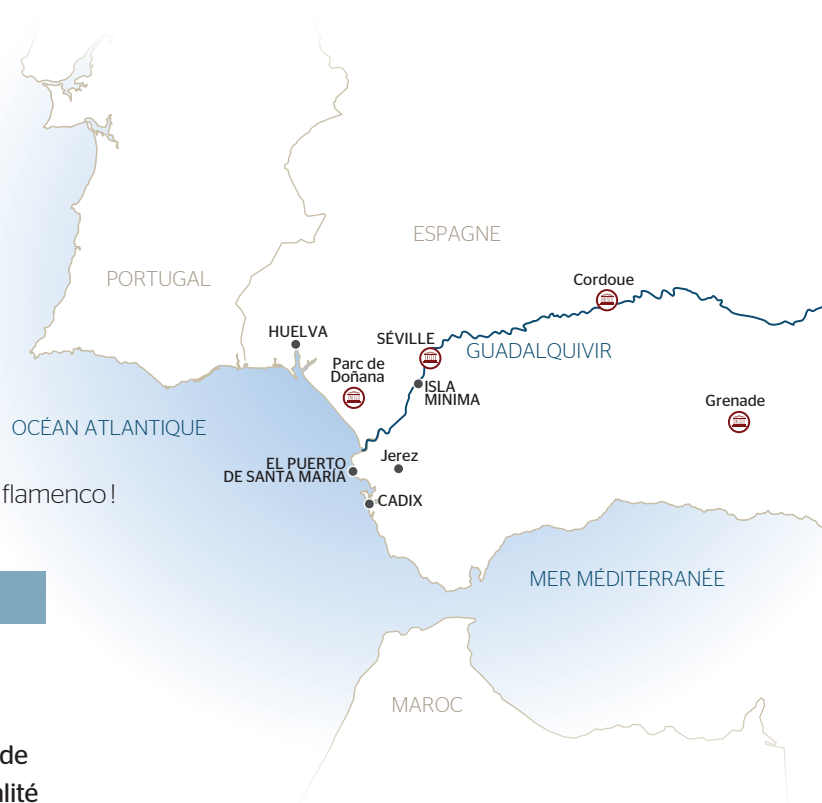 ESPAGNE
PORTUGAL
Cordoue
HUELVA
SÉVILLE
GUADALQUIVIR
Parc de
Doñana
ISLA
MINIMA
Grenade
OCÉAN ATLANTIQUE
Jerez
EL PUERTO
DE SANTA MARÍA
flamenco !
CADIX
MER MÉDITERRANÉE
MAROC
de